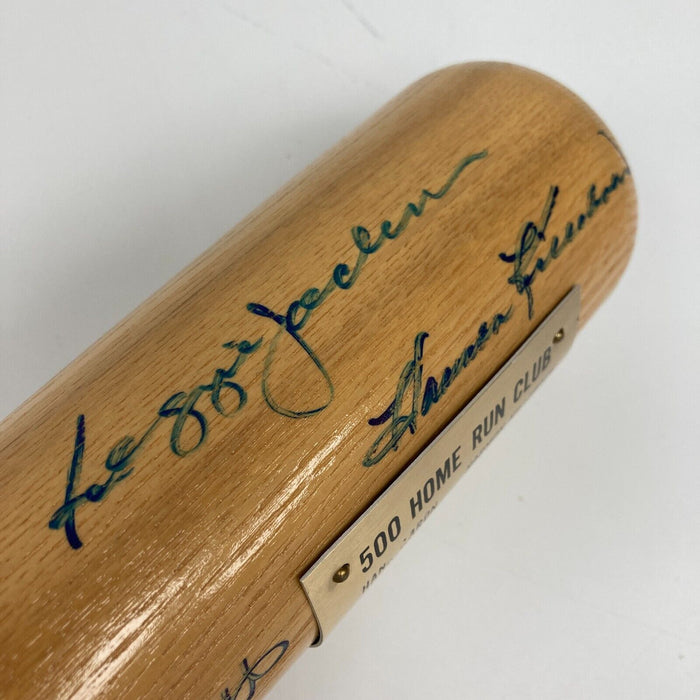 Reggie Jackson
Harmon Killebrew
500 HOME RUN CLUB